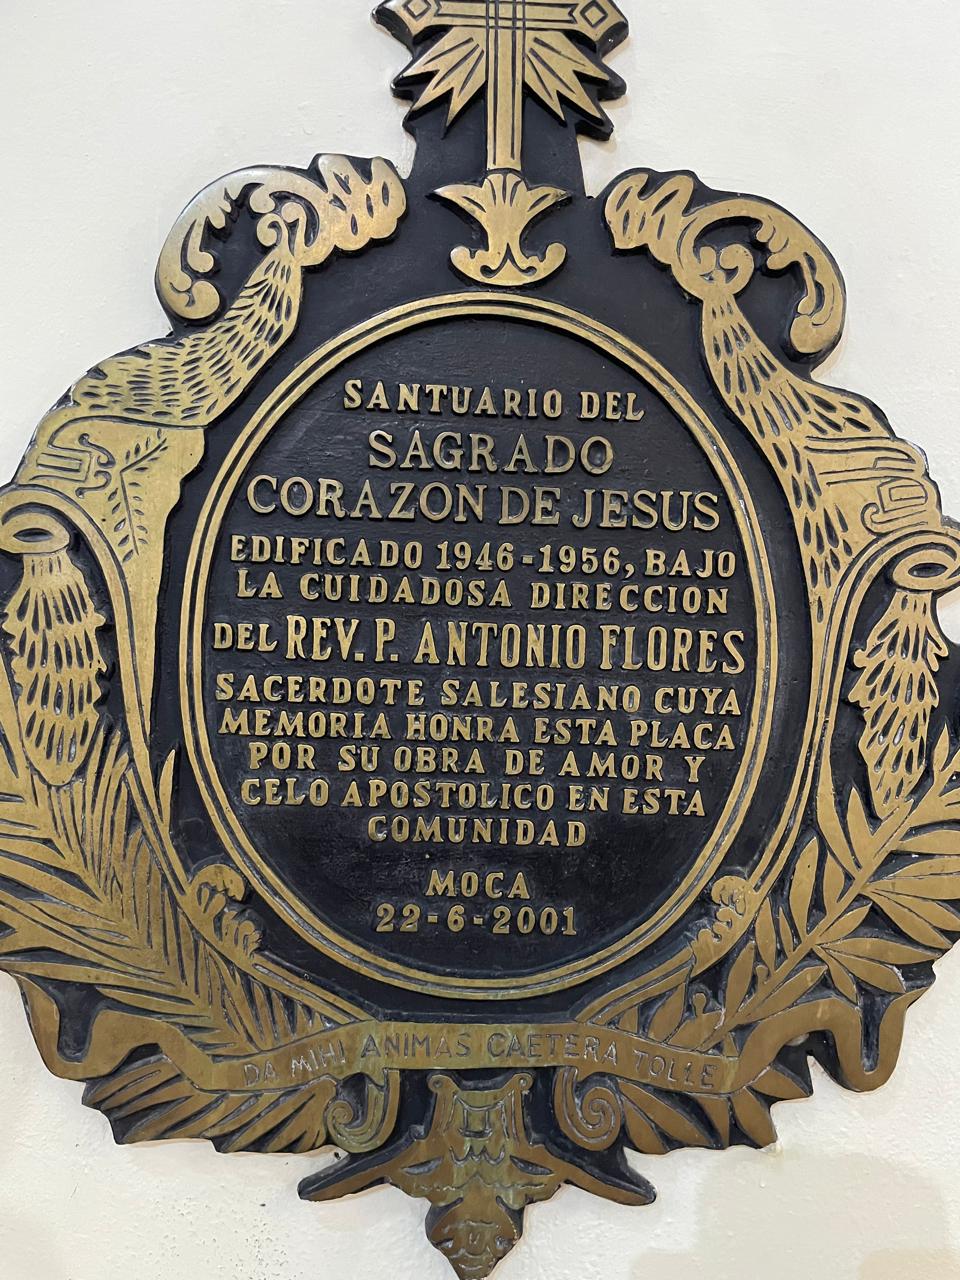 SANTUARIO DEL
SAGRADO
CORAZON DE JESUS
EDIFICADO 1946-1956, BAJO
LA CUIDADOSA DIRECCION
DEL REV. P. ANTONIO FLORES
SACERDOTE SALESIANO CUYA
MEMORIA HONRA ESTA PLACA
POR SU OBRA DE AMOR Y
CELO APOSTOLICO EN ESTA
COMUNIDAD
MOCA
22-6-2001
DA MIHI ANIMAS CAETERA TOLLE